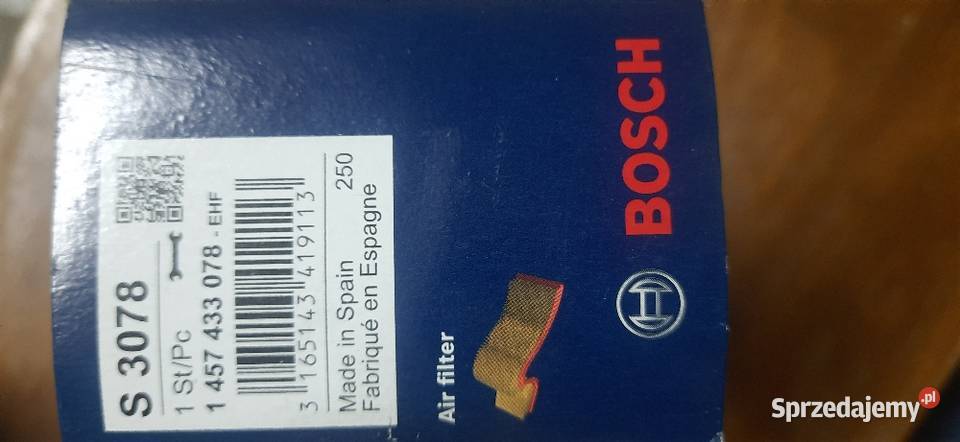 BOSCH
Air filter
S 3078
1 St/Pc
1 457 433 078 - EHF
3 165143 419113
Made in Spain 250
Fabriqué en Espagne
Sprzedajemy.pl